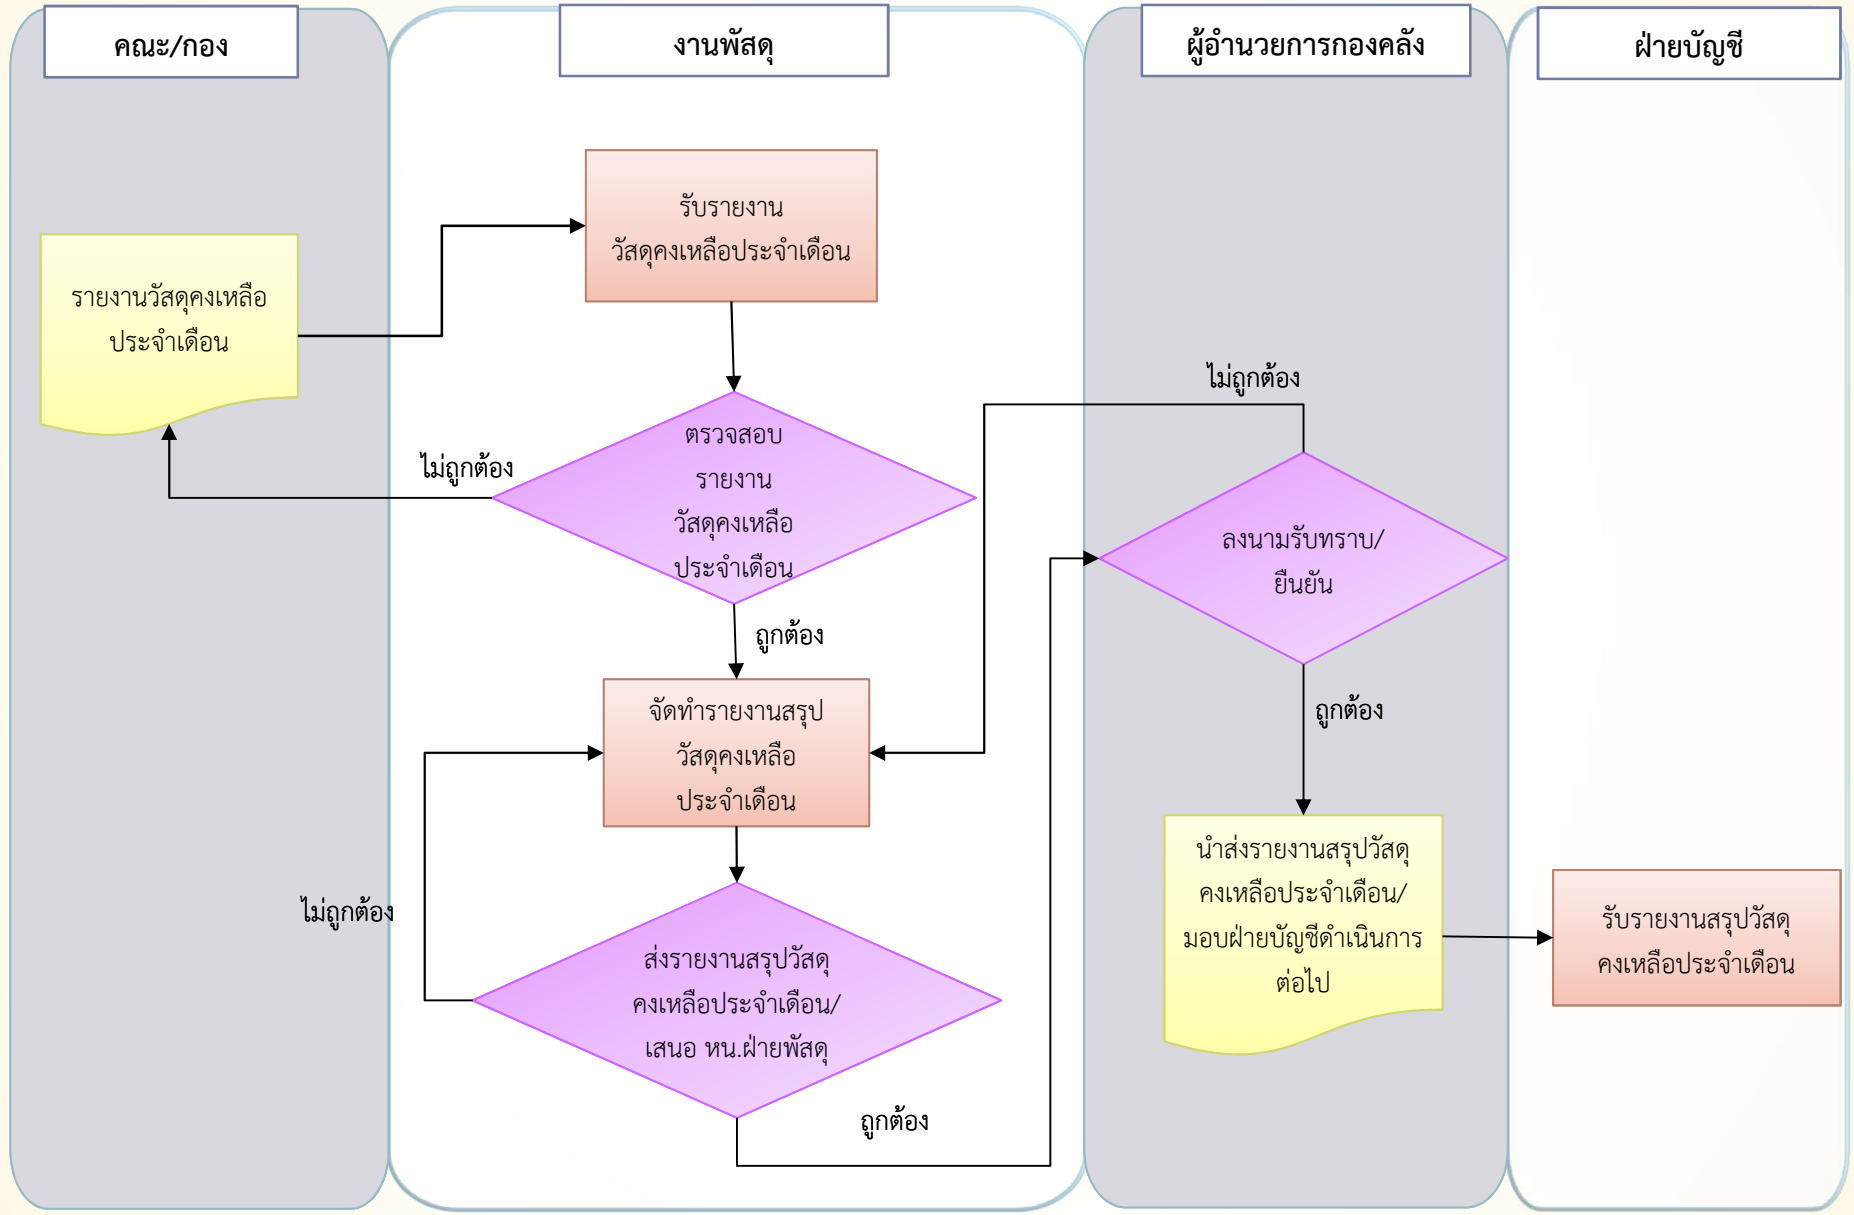 คณะ/กอง
งานพัสดุ
ผู้อำนวยการกองคลัง
ฝ่ายบัญชี
รายงานวัสดุคงเหลือ
ประจำเดือน
รับรายงาน
วัสดุคงเหลือประจำเดือน
ตรวจสอบ
รายงาน
วัสดุคงเหลือ
ประจำเดือน
ไม่ถูกต้อง
ถูกต้อง
จัดทำรายงานสรุป
วัสดุคงเหลือ
ประจำเดือน
ไม่ถูกต้อง
ส่งรายงานสรุปวัสดุ
คงเหลือประจำเดือน/
เสนอ หน.ฝ่ายพัสดุ
ถูกต้อง
ไม่ถูกต้อง
ลงนามรับทราบ/
ยืนยัน
ถูกต้อง
นำส่งรายงานสรุปวัสดุ
คงเหลือประจำเดือน/
มอบฝ่ายบัญชีดำเนินการ
ต่อไป
รับรายงานสรุปวัสดุ
คงเหลือประจำเดือน